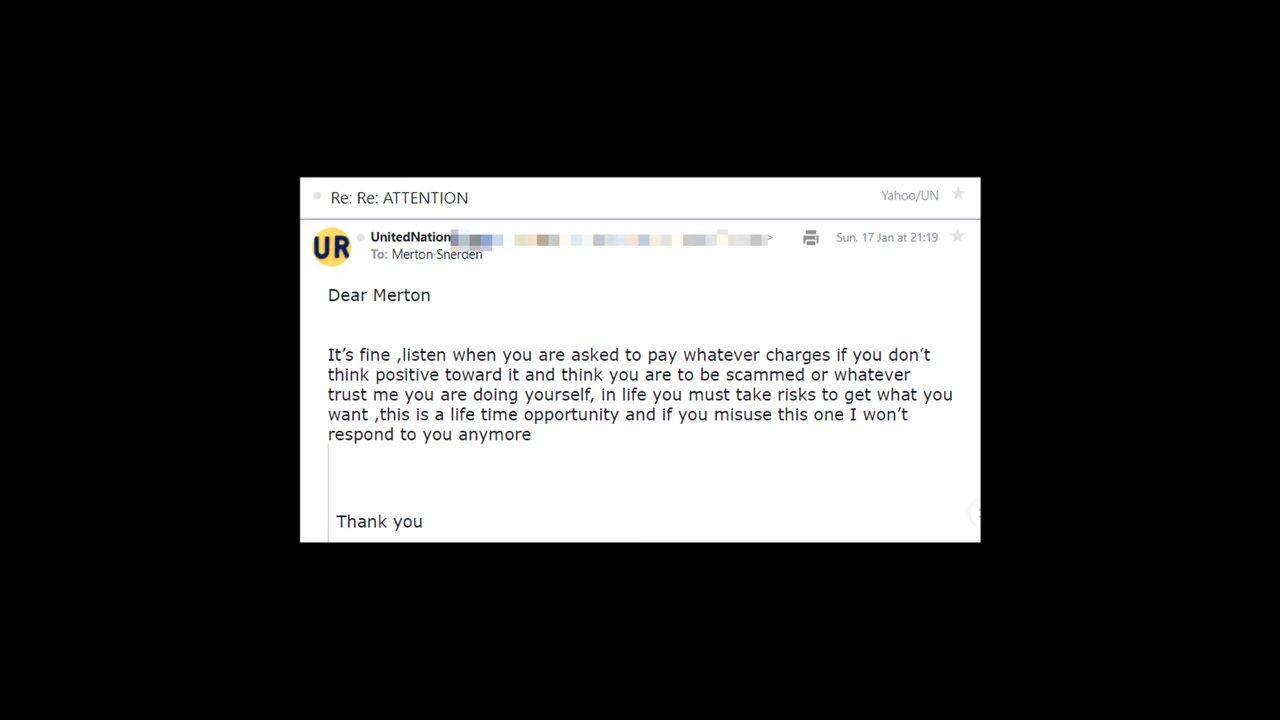 Re: Re: ATTENTION
Yahoo/UN
UR
UnitedNation
Sun, 17 Jan at 21:19
To: Merton Snerden
Dear Merton
It’s fine ,listen when you are asked to pay whatever charges if you don’t
think positive toward it and think you are to be scammed or whatever
trust me you are doing yourself, in life you must take risks to get what you
want ,this is a life time opportunity and if you misuse this one I won’t
respond to you anymore
Thank you